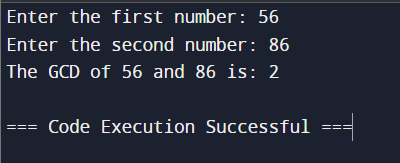 Enter the first number: 56
Enter the second number: 86
The GCD of 56 and 86 is: 2
=== Code Execution Successful ===